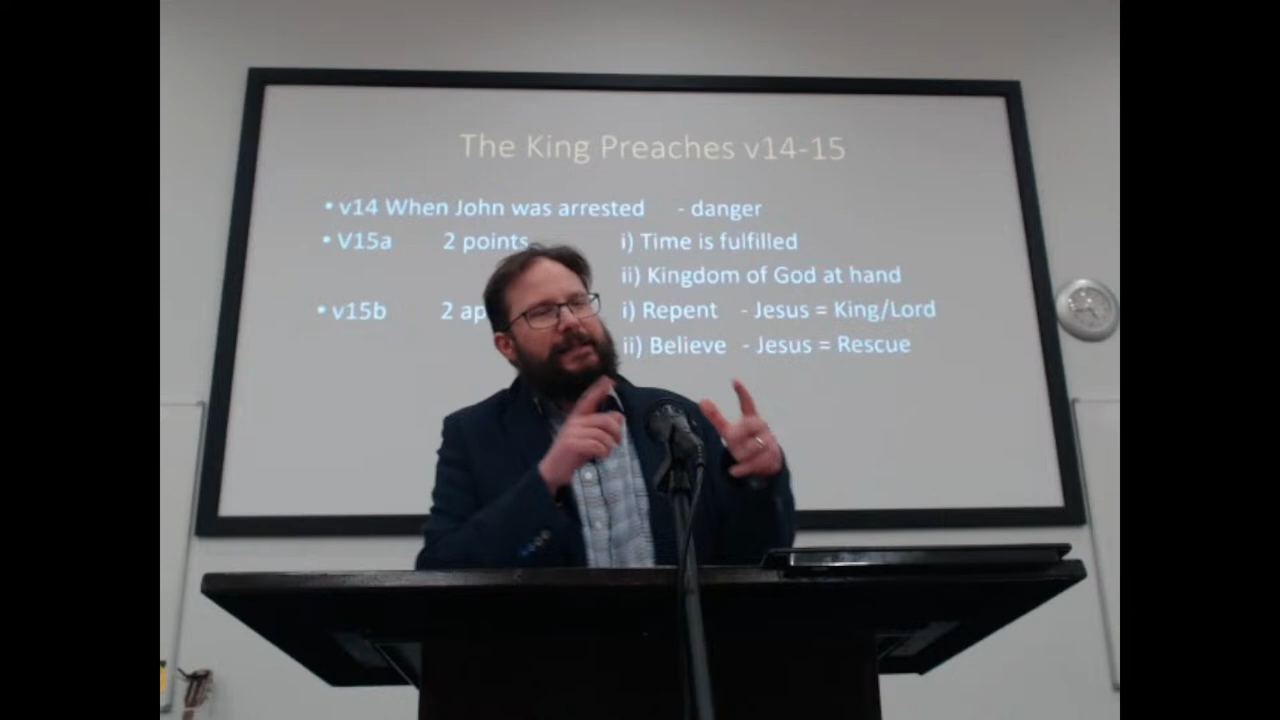 The King Preaches v14-15
• v14 When John was arrested - danger
• V15a 2 points i) Time is fulfilled
ii) Kingdom of God at hand
• v15b 2 ap i) Repent - Jesus = King/Lord
ii) Believe - Jesus = Rescue